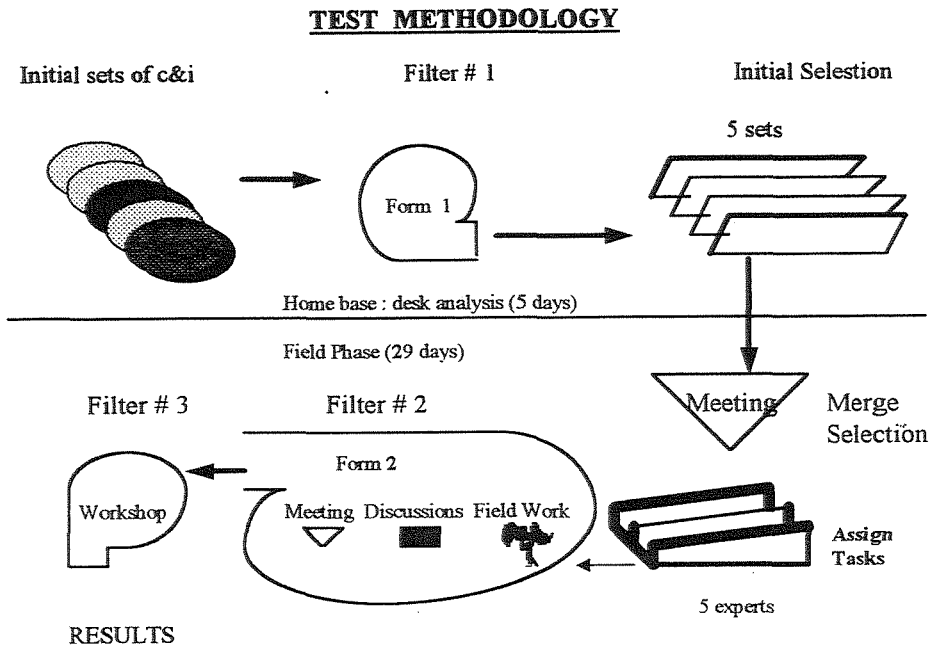 TEST METHODOLOGY
Initial sets of c&i
Filter # 1
Initial Selestion
5 sets
Form 1
Home base : desk analysis (5 days)
Field Phase (29 days)
Filter # 3
Filter # 2
Meeting
Merge
Selection
Form 2
Workshop
Meeting
Discussions
Field Work
Assign
Tasks
5 experts
RESULTS